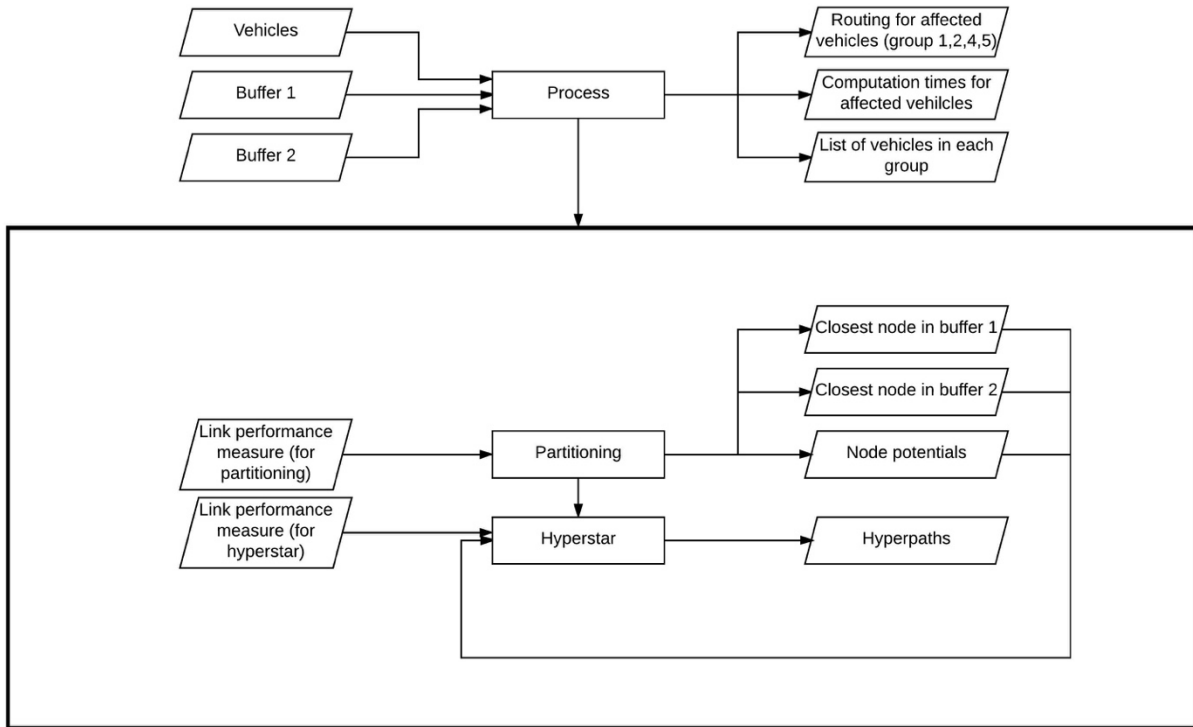 Vehicles
Buffer 1
Buffer 2
Process
Routing for affected
vehicles (group 1,2,4,5)
Computation times for
affected vehilcles
List of vehicles in each
group
Closest node in buffer 1
Closest node in buffer 2
Link performance
measure (for
partitioning)
Partitioning
Node potentials
Link performance
measure (for
hyperstar)
Hyperstar
Hyperpaths